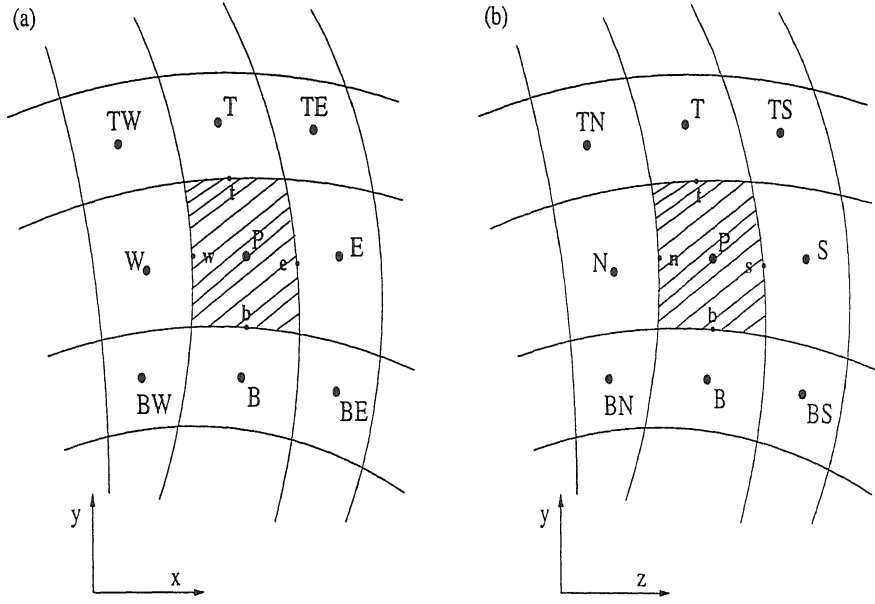 (a) (b)
TW T TE TN T TS
t t
W w P e E N n P s S
b b
BW B BE BN B BS
y y
x z